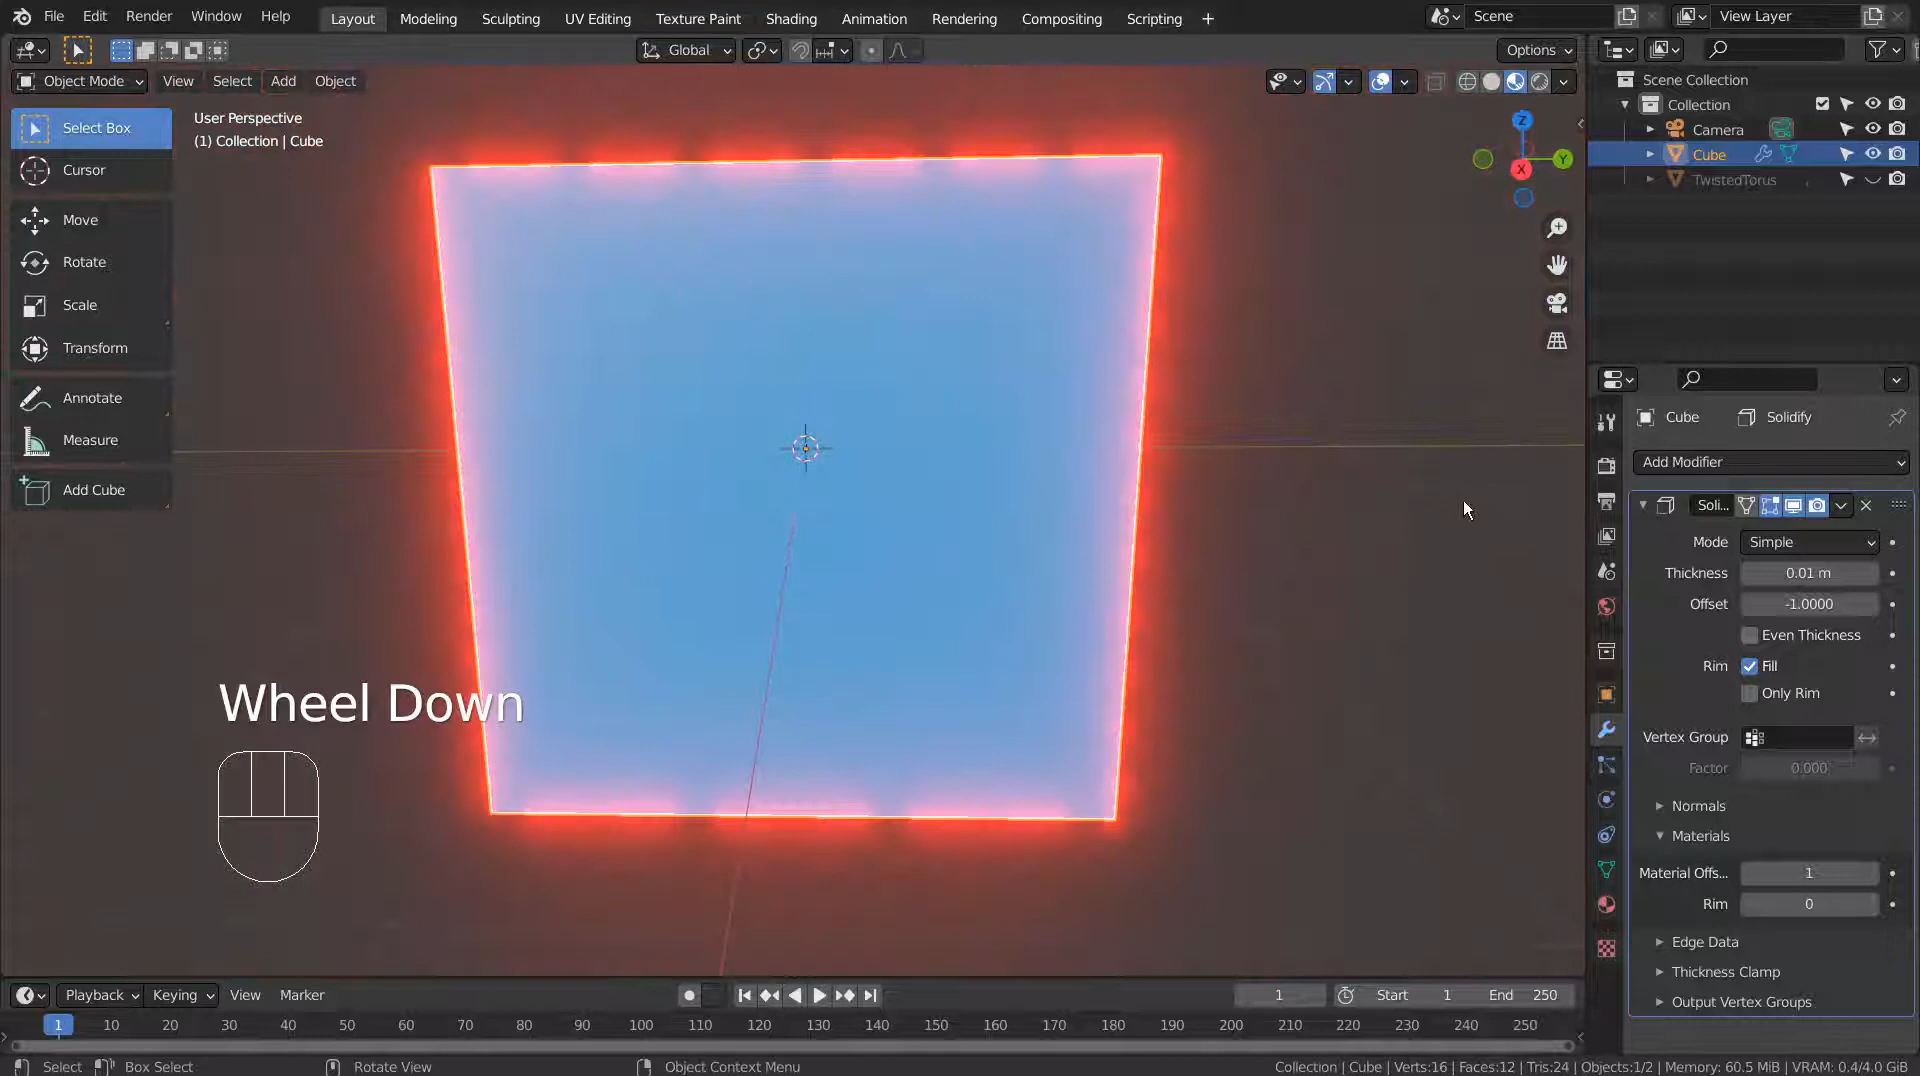 File Edit Render Window Help Layout Modeling Sculpting UV Editing Texture Paint Shading Animation Rendering Compositing Scripting + Scene View Layer
Global Options
Object Mode View Select Add Object
Scene Collection
Collection
Camera
Cube
TwistedTorus
Select Box
Cursor
Move
Rotate
Scale
Transform
Annotate
Measure
Add Cube
User Perspective
(1) Collection | Cube
Z
Y
X
Wheel Down
Cube Solidify
Add Modifier
Soli...
Mode Simple
Thickness 0.01 m
Offset -1.0000
Even Thickness
Rim Fill
Only Rim
Vertex Group
Factor 0.000
Normals
Materials
Material Offs... 1
Rim 0
Edge Data
Thickness Clamp
Output Vertex Groups
Playback Keying View Marker 1 Start 1 End 250
1 10 20 30 40 50 60 70 80 90 100 110 120 130 140 150 160 170 180 190 200 210 220 230 240 250
Select Box Select Rotate View Object Context Menu Collection | Cube | Verts:16 | Faces:12 | Tris:24 | Objects:1/2 | Memory: 60.5 MiB | VRAM: 0.4/4.0 GiB